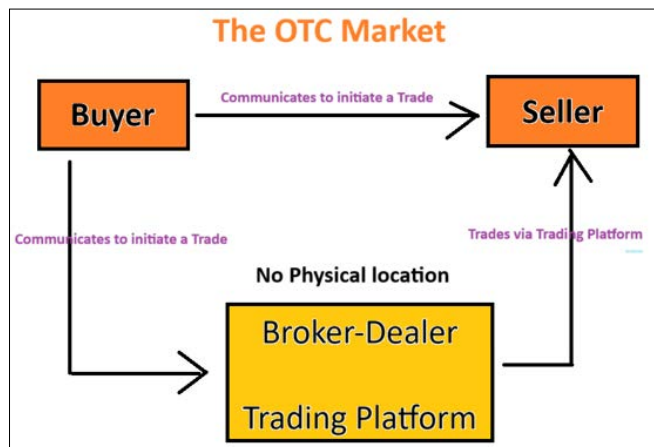 The OTC Market
Buyer
Communicates to initiate a Trade
Seller
Communicates to initiate a Trade
Trades via Trading Platform
No Physical location
Broker-Dealer
Trading Platform